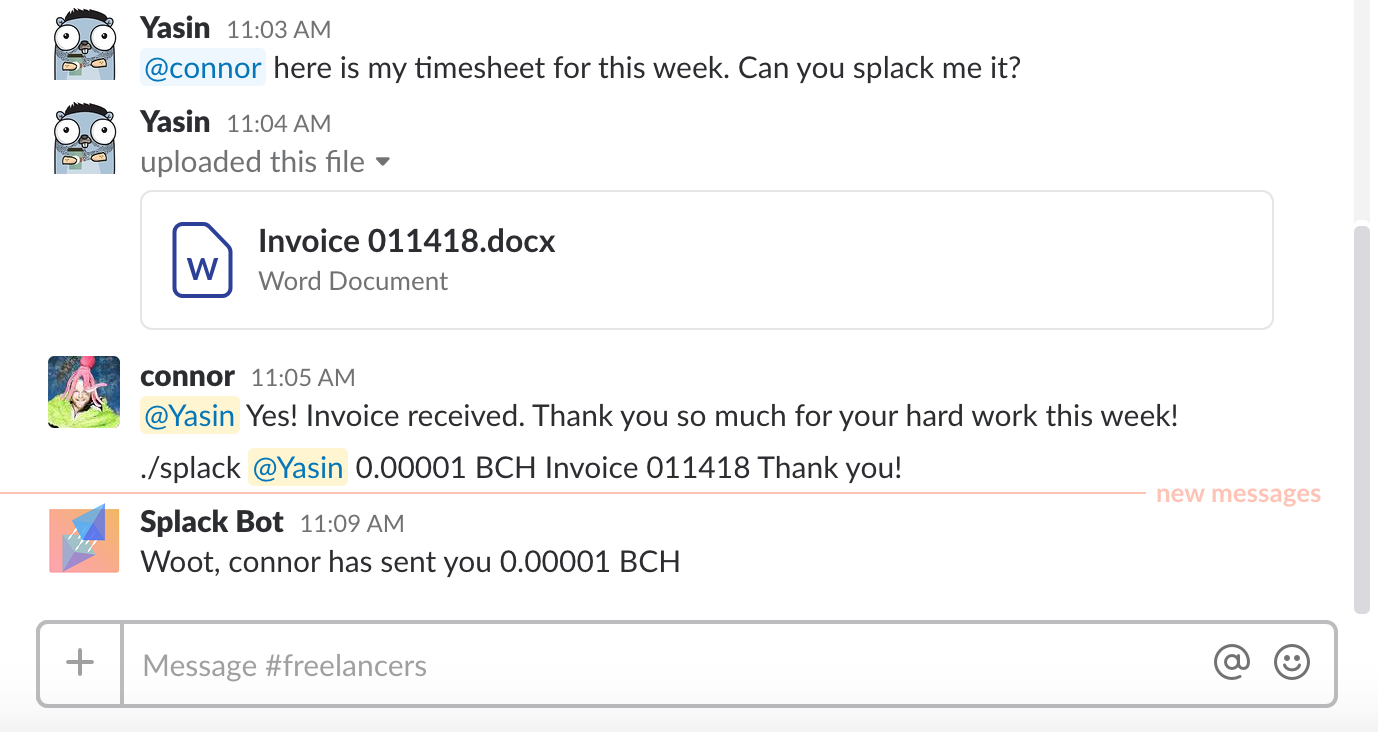 Yasin 11:03 AM
@connor here is my timesheet for this week. Can you splack me it?
Yasin 11:04 AM
uploaded this file
W
Invoice 011418.docx
Word Document
connor 11:05 AM
@Yasin Yes! Invoice received. Thank you so much for your hard work this week!
./splack @Yasin 0.00001 BCH Invoice 011418 Thank you!
new messages
Splack Bot 11:09 AM
Woot, connor has sent you 0.00001 BCH
+ Message #freelancers @